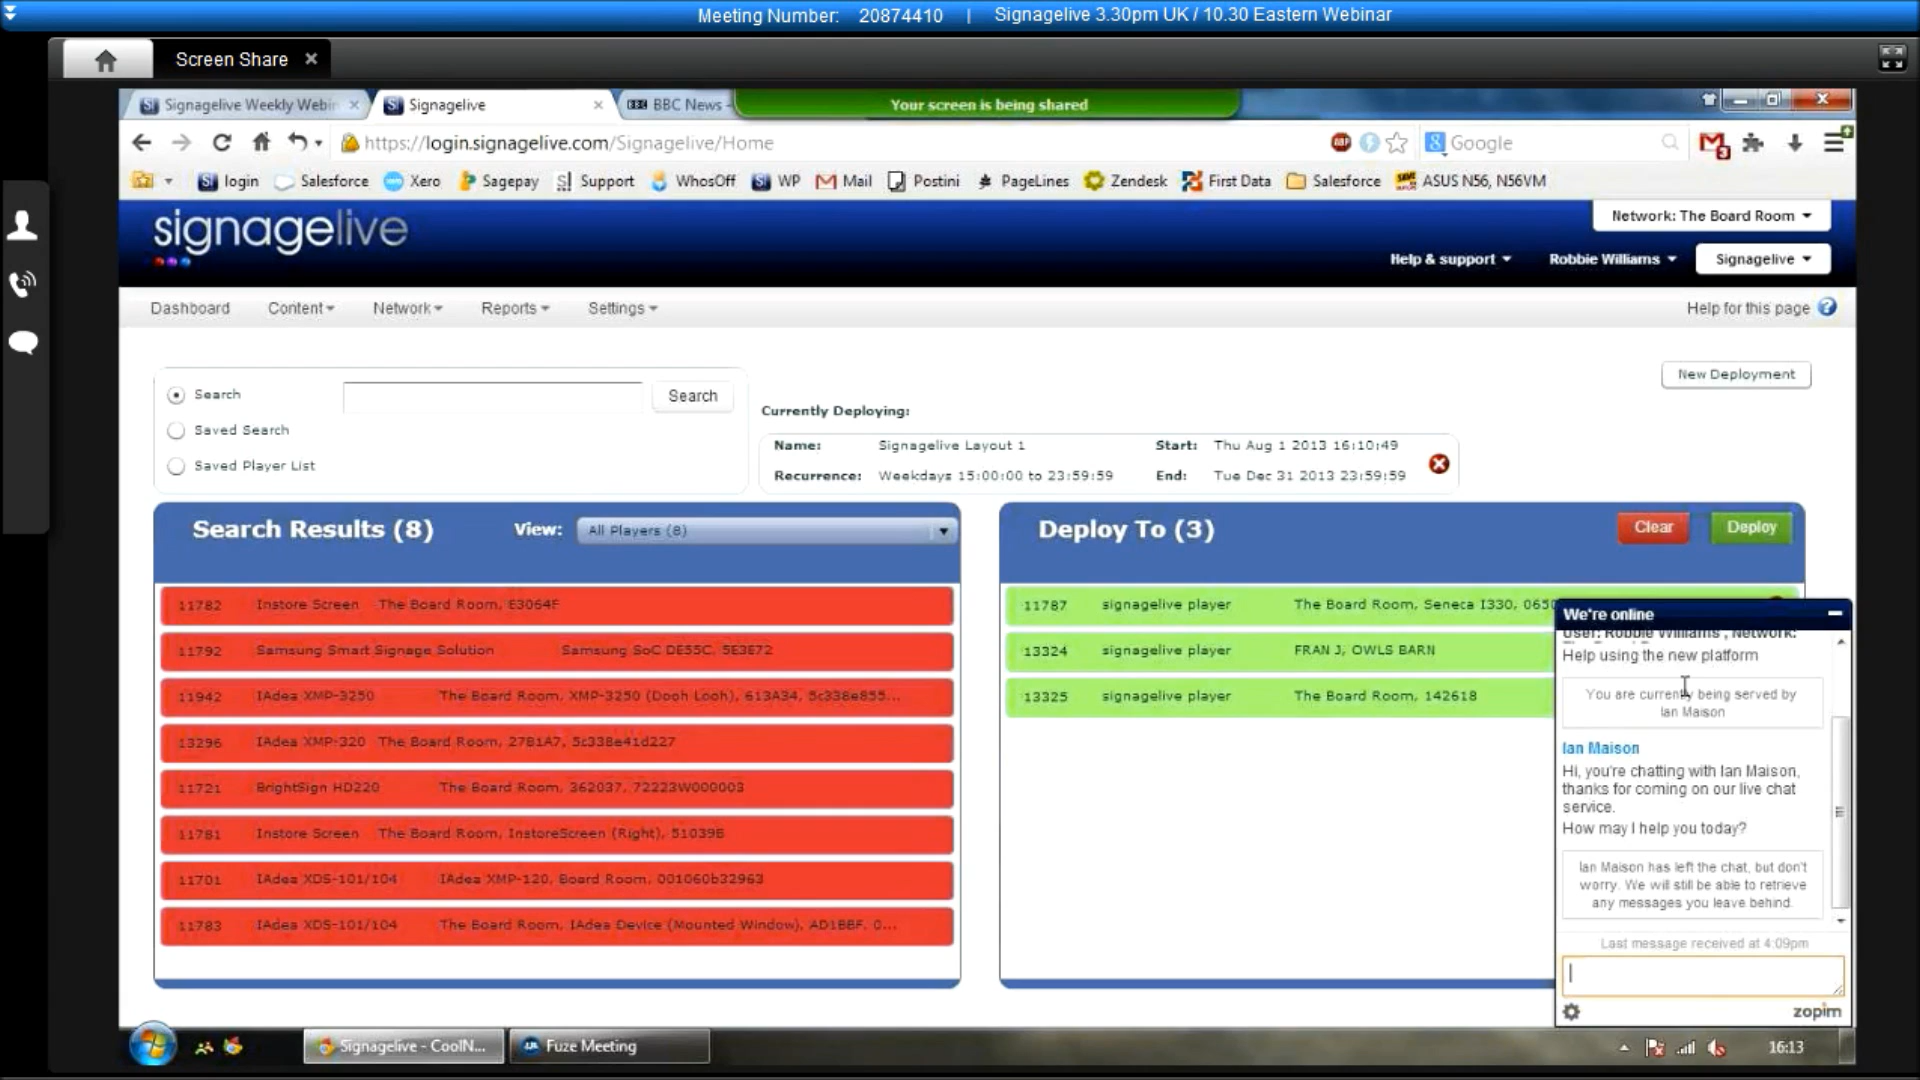 Meeting Number: 20874410 | Signagelive 3.30pm UK / 10.30 Eastern Webinar
Screen Share
Signagelive Weekly Webin
Signagelive
BBC News -
Your screen is being shared
https://login.signagelive.com/Signagelive/Home
Google
login Salesforce Xero Sagepay Support WhosOff WP Mail Postini PageLines Zendesk First Data Salesforce ASUS N56, N56VM
signagelive
Network: The Board Room
Help & support Robbie Williams Signagelive
Dashboard Content Network Reports Settings Help for this page
New Deployment
Search
Search
Saved Search
Saved Player List
Currently Deploying:
Name: Signagelive Layout 1 Start: Thu Aug 1 2013 16:10:49
Recurrence: Weekdays 15:00:00 to 23:59:59 End: Tue Dec 31 2013 23:59:59
Search Results (8) View: All Players (8)
11782 Instore Screen The Board Room, E3064F
11792 Samsung Smart Signage Solution Samsung SoC DE55C, 5E3E72
11942 IAdea XMP-3250 The Board Room, XMP-3250 (Dooh Looh), 613A34, 5c338e855...
13296 IAdea XMP-320 The Board Room, 27B1A7, 5c338e41d227
11721 BrightSign HD220 The Board Room, 362037, 72223W000003
11781 Instore Screen The Board Room, InstoreScreen (Right), 51039B
11701 IAdea XDS-101/104 IAdea XMP-120, Board Room, 001060b32963
11783 IAdea XDS-101/104 The Board Room, IAdea Device (Mounted Window), AD1BBF, 0...
Deploy To (3) Clear Deploy
11787 signagelive player The Board Room, Seneca I330, 065
13324 signagelive player FRAN J, OWLS BARN
13325 signagelive player The Board Room, 142618
We're online
User: Robbie Williams , Network:
Help using the new platform
You are currently being served by
Ian Maison
Ian Maison
Hi, you're chatting with Ian Maison,
thanks for coming on our live chat
service.
How may I help you today?
Ian Maison has left the chat, but don't
worry. We will still be able to retrieve
any messages you leave behind.
Last message received at 4:09pm
zopim
Signagelive - CoolN...
Fuze Meeting
16:13